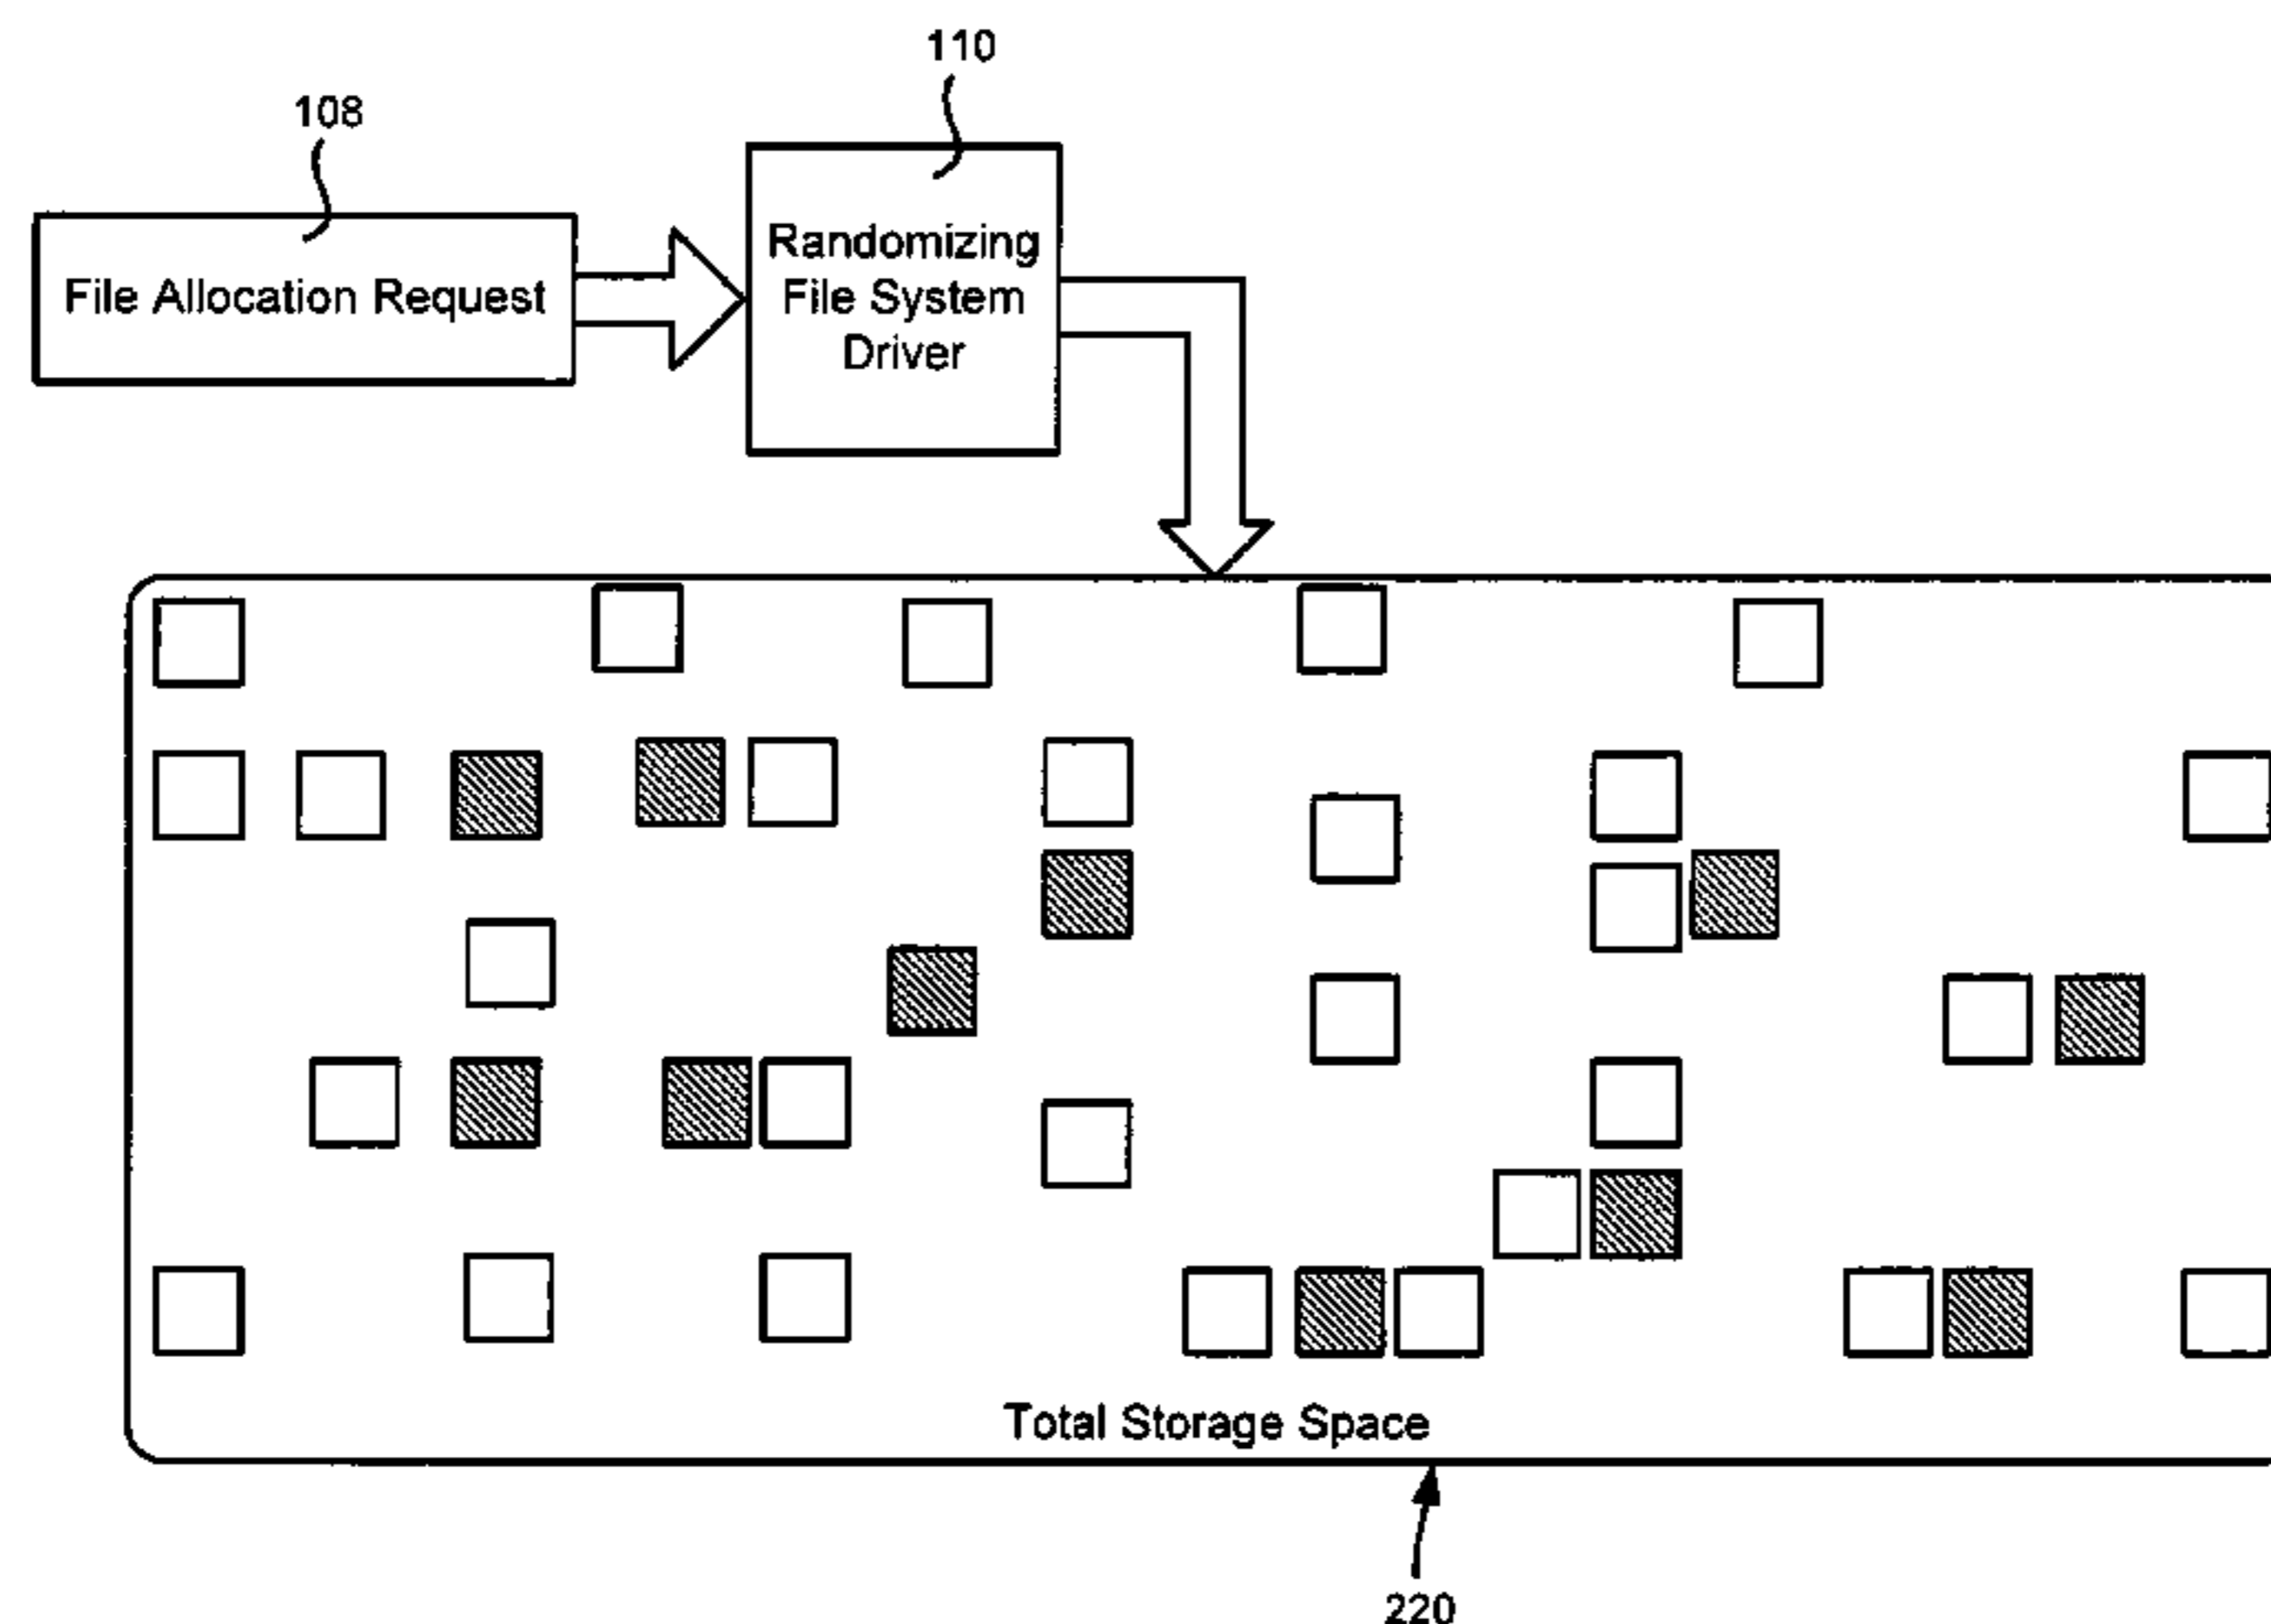 110
108
File Allocation Request
Randomizing
File System
Driver
Total Storage Space
220